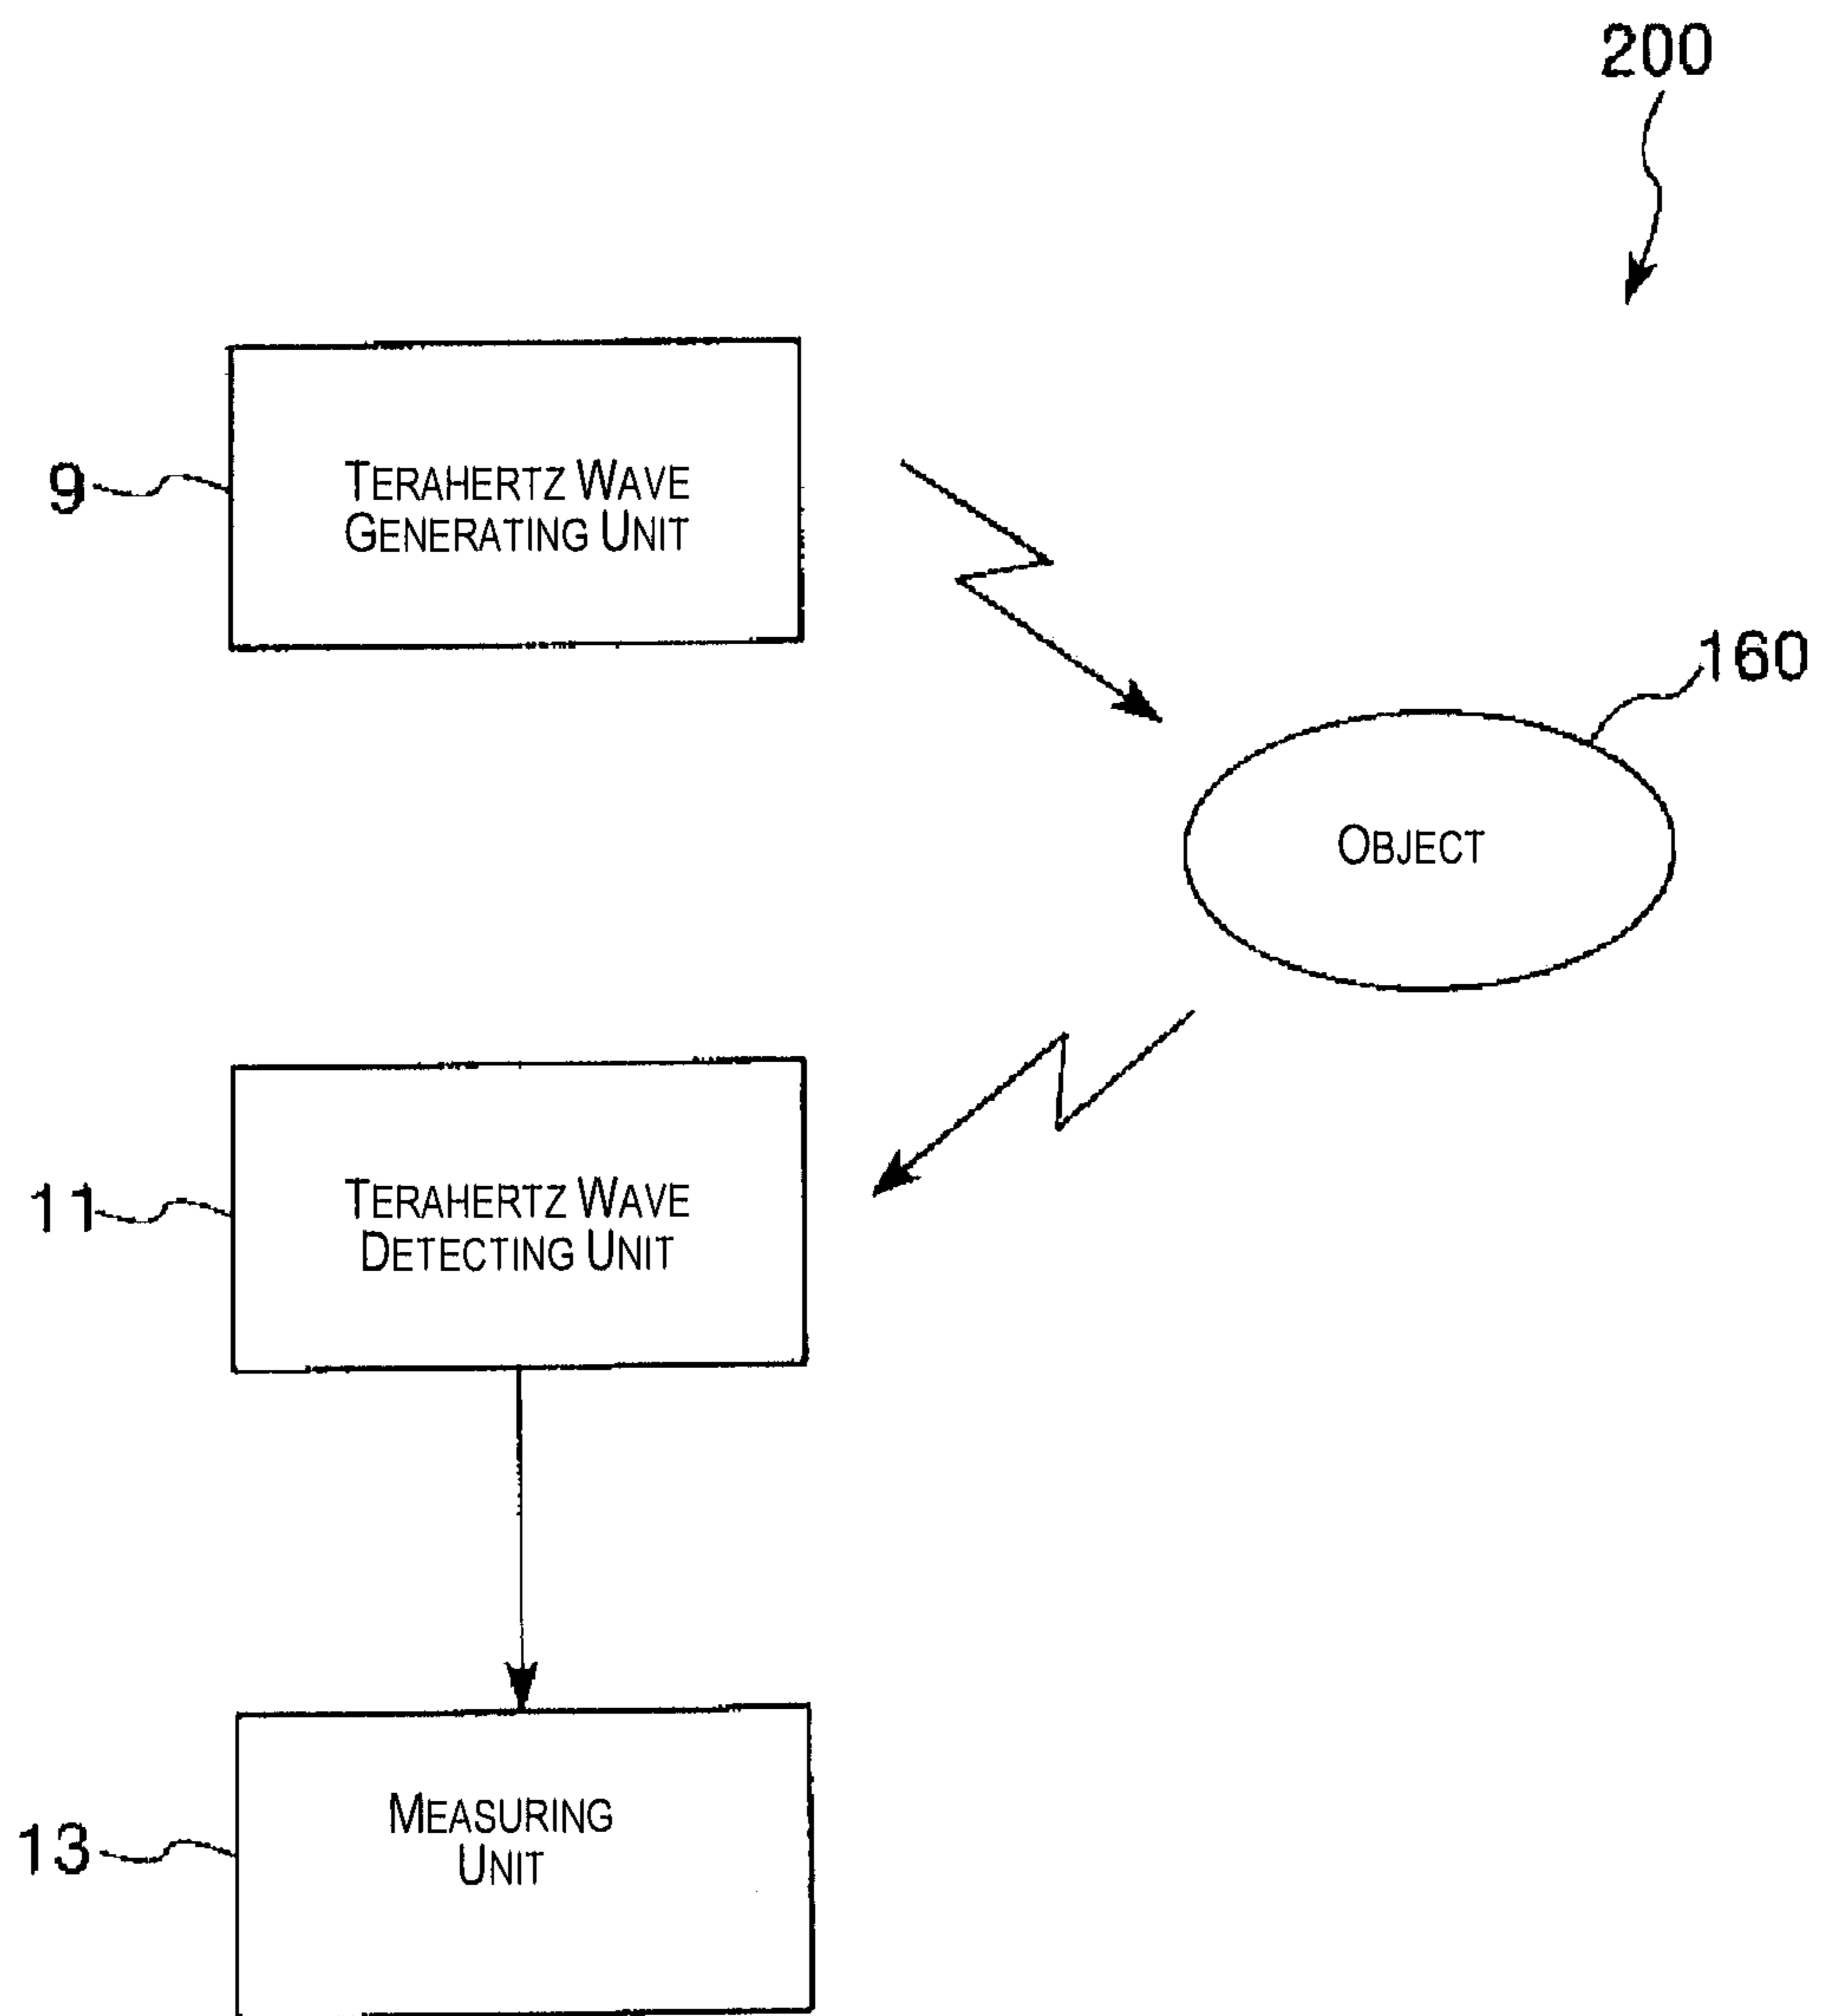 200
9
TERAHERTZ WAVE
GENERATING UNIT
160
OBJECT
11
TERAHERTZ WAVE
DETECTING UNIT
13
MEASURING
UNIT